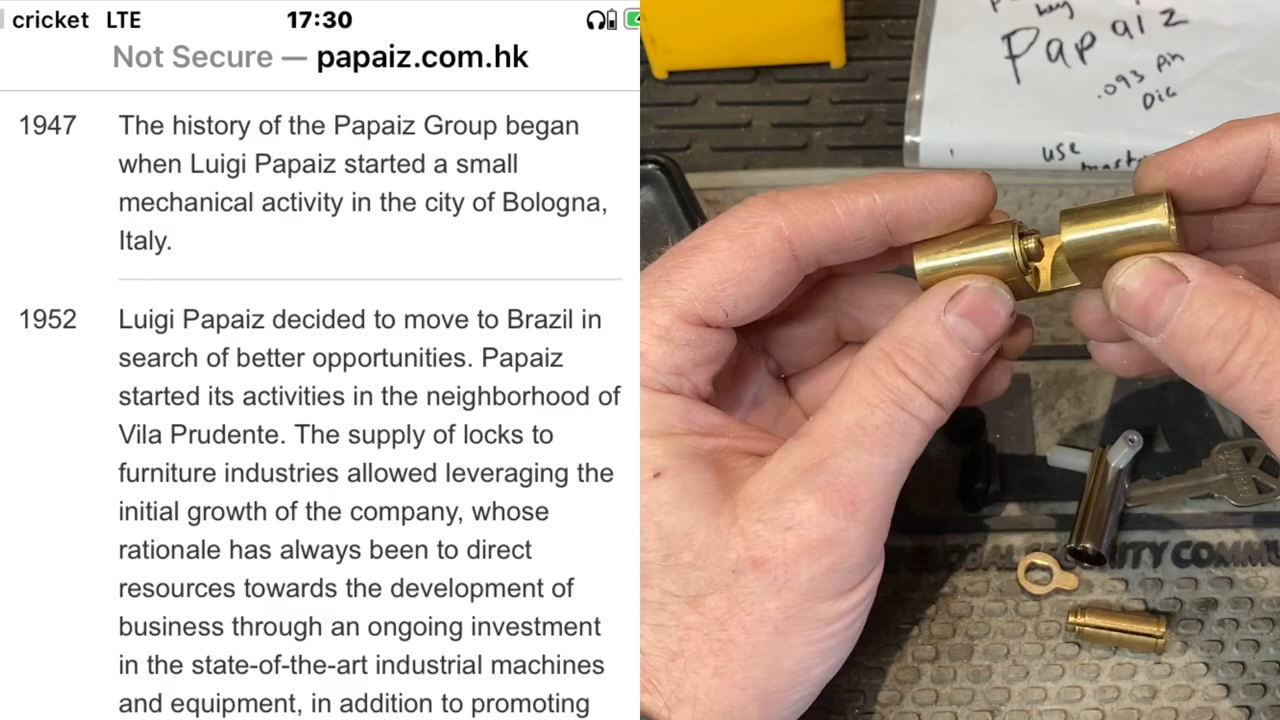 cricket LTE 17:30
Not Secure — papaiz.com.hk
1947
The history of the Papaiz Group began
when Luigi Papaiz started a small
mechanical activity in the city of Bologna,
Italy.
1952
Luigi Papaiz decided to move to Brazil in
search of better opportunities. Papaiz
started its activities in the neighborhood of
Vila Prudente. The supply of locks to
furniture industries allowed leveraging the
initial growth of the company, whose
rationale has always been to direct
resources towards the development of
business through an ongoing investment
in the state-of-the-art industrial machines
and equipment, in addition to promoting
key
Papaiz
.093 Pin
Dia
use
SECURITY COMMU